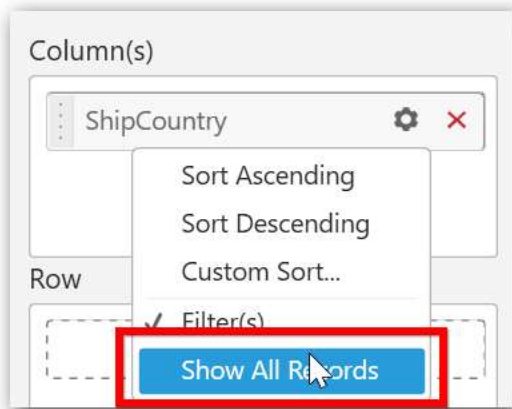 Column(s)
ShipCountry
Sort Ascending
Sort Descending
Custom Sort...
Row
Filter(s)
Show All Records